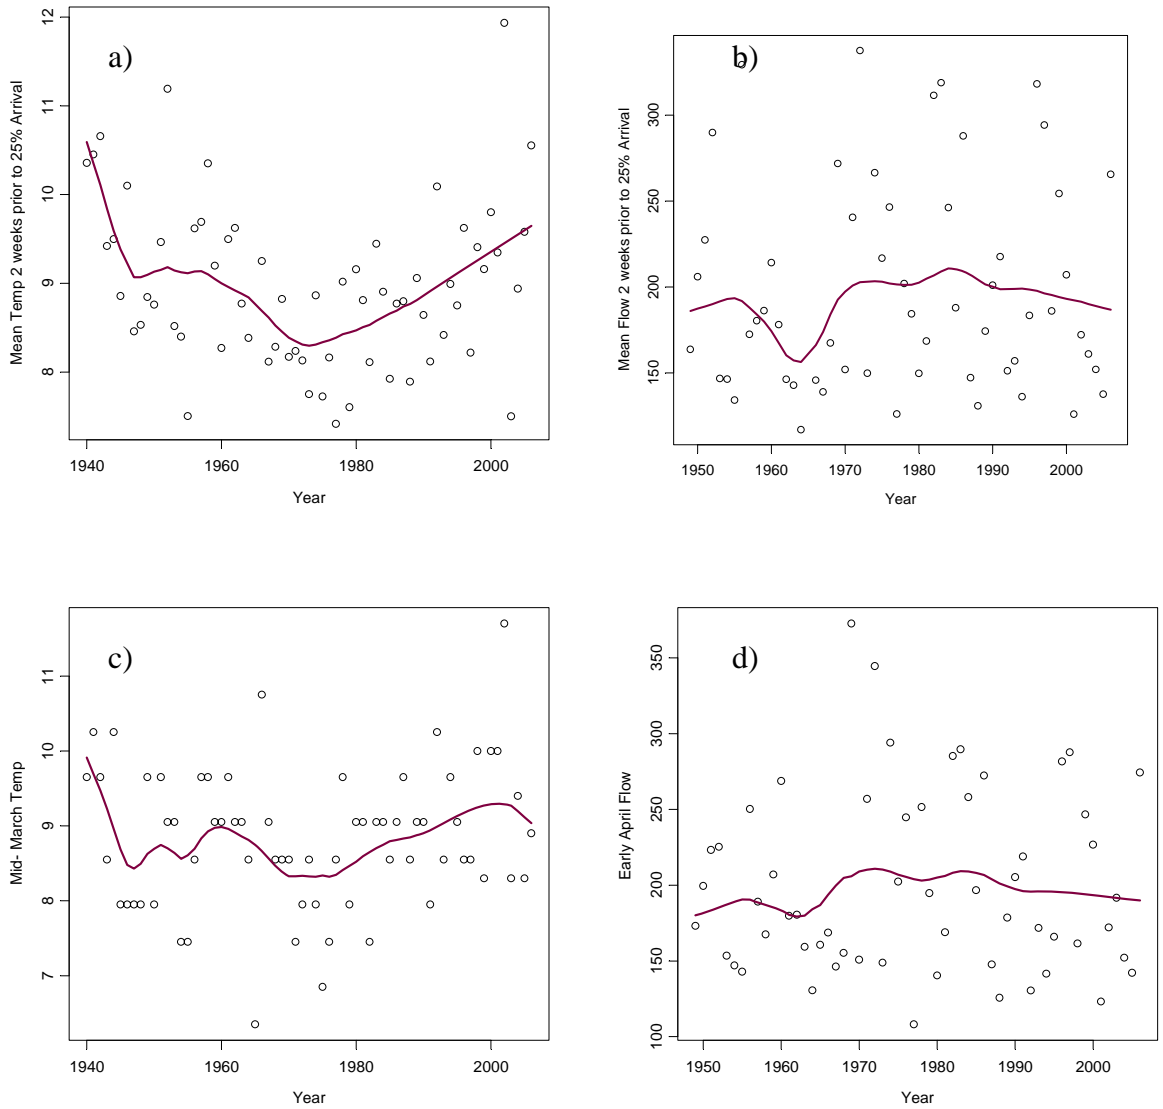 a)
Mean Temp 2 weeks prior to 25% Arrival
12
11
10
9
8
1940 1960 1980 2000
Year
b)
Mean Flow 2 weeks prior to 25% Arrival
300
250
200
150
1950 1960 1970 1980 1990 2000
Year
c)
Mid- March Temp
11
10
9
8
7
1940 1960 1980 2000
Year
d)
Early April Flow
350
300
250
200
150
100
1950 1960 1970 1980 1990 2000
Year